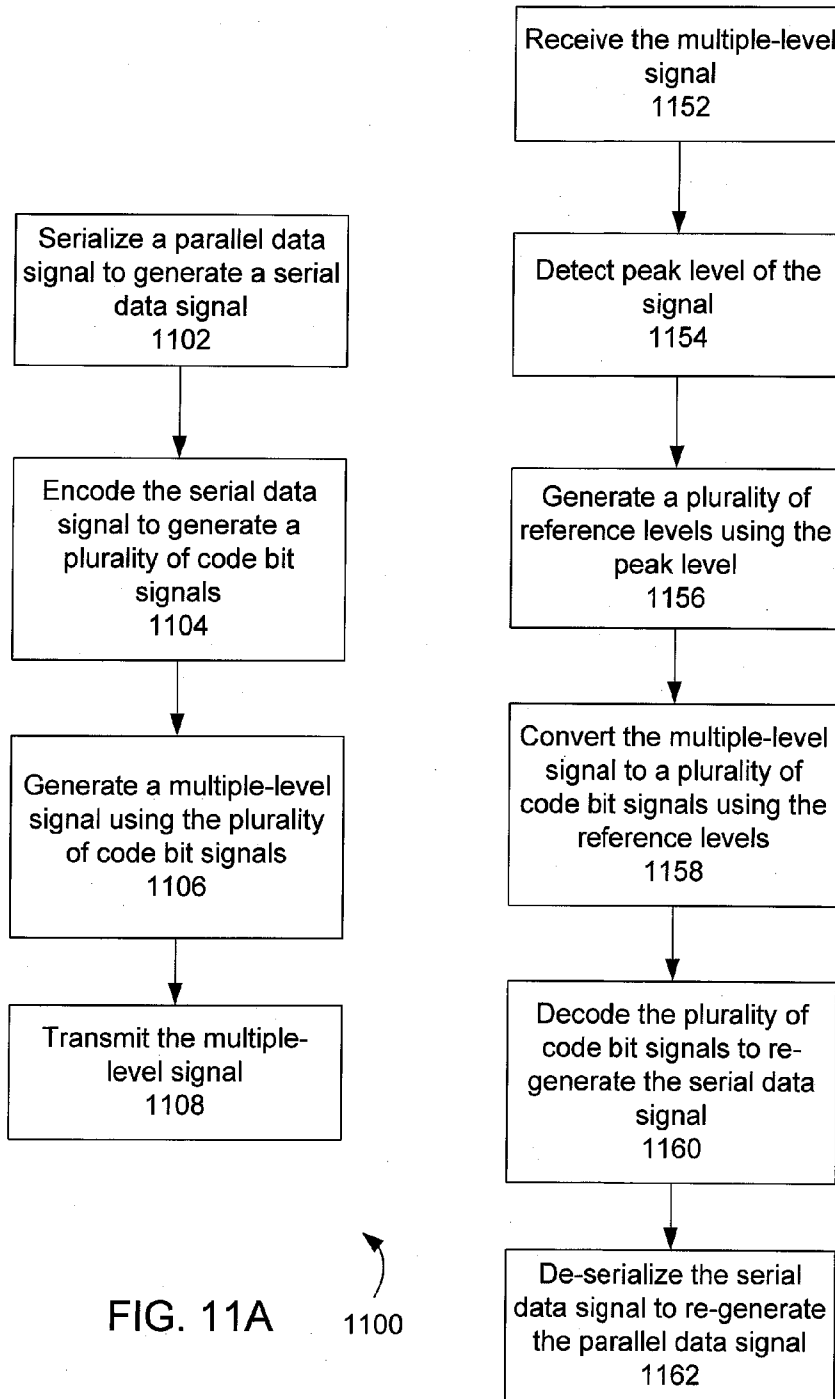 Serialize a parallel data
signal to generate a serial
data signal
1102
Encode the serial data
signal to generate a
plurality of code bit
signals
1104
Generate a multiple-level
signal using the plurality
of code bit signals
1106
Transmit the multiple-
level signal
1108
FIG. 11A
1100
Receive the multiple-level
signal
1152
Detect peak level of the
signal
1154
Generate a plurality of
reference levels using the
peak level
1156
Convert the multiple-level
signal to a plurality of
code bit signals using the
reference levels
1158
Decode the plurality of
code bit signals to re-
generate the serial data
signal
1160
De-serialize the serial
data signal to re-generate
the parallel data signal
1162